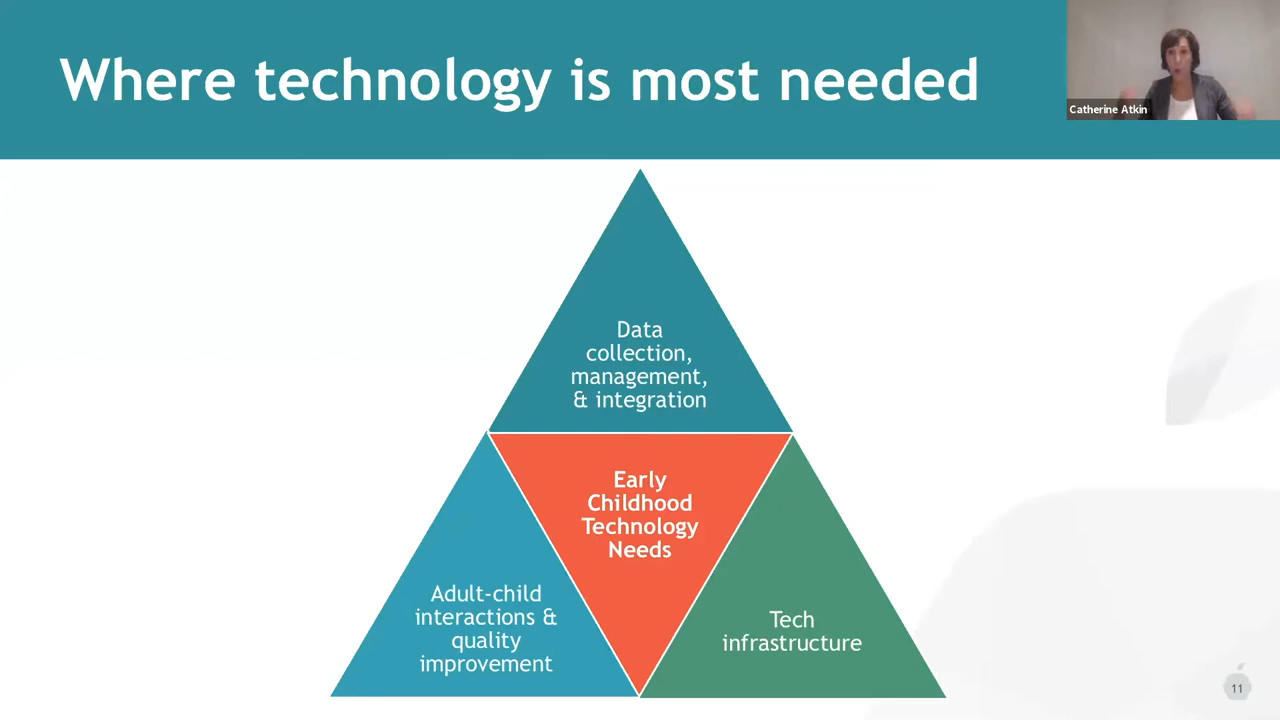 Where technology is most needed
Catherine Atkin
Data
collection,
management,
& integration
Early
Childhood
Technology
Needs
Adult-child
interactions &
quality
improvement
Tech
infrastructure
11